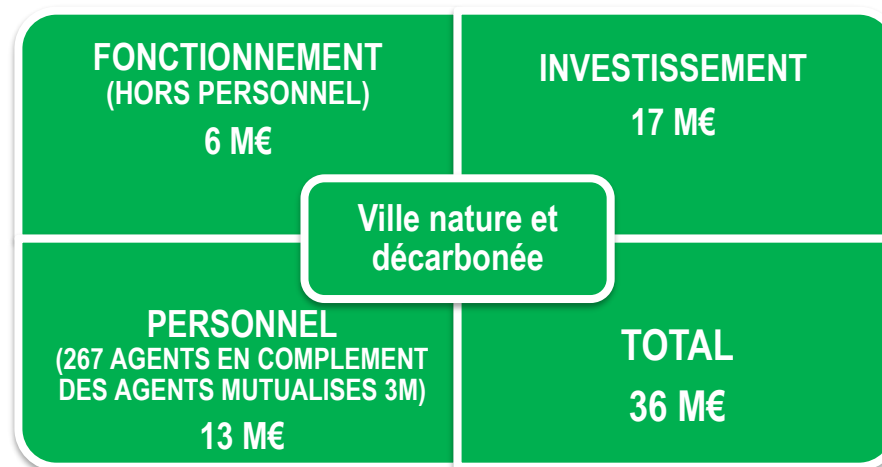 FONCTIONNEMENT
(HORS PERSONNEL)
6 M€
INVESTISSEMENT
17 M€
Ville nature et
décarbonée
PERSONNEL
(267 AGENTS EN COMPLEMENT
DES AGENTS MUTUALISES 3M)
13 M€
TOTAL
36 M€